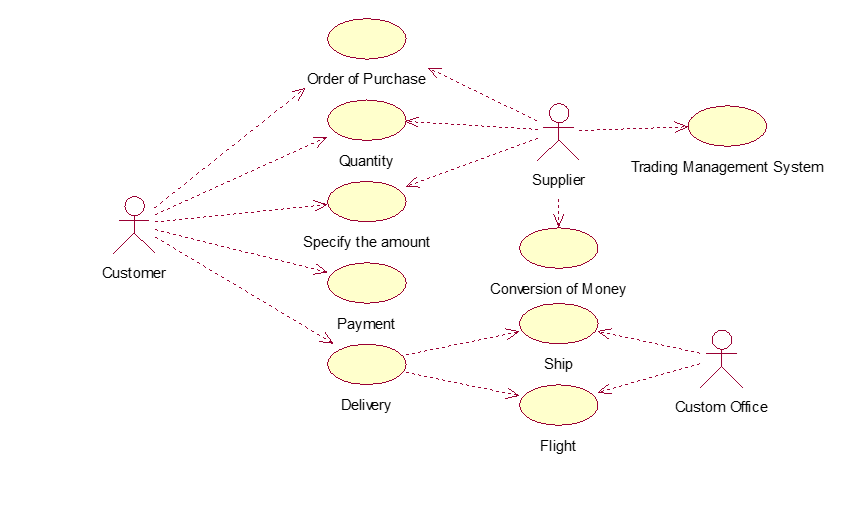 Order of Purchase
Quantity
Trading Management System
Supplier
Specify the amount
Customer
Conversion of Money
Payment
Ship
Delivery
Custom Office
Flight